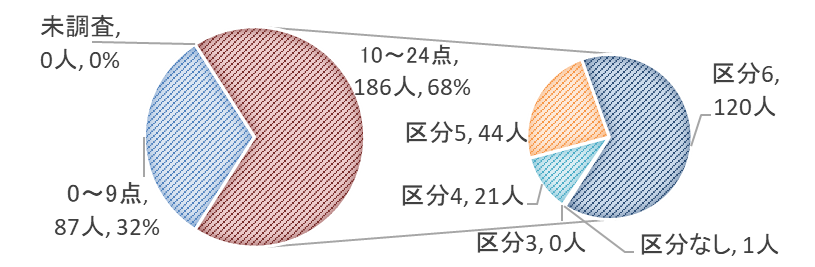 未調査,
0人, 0%
10～24点,
186人, 68%
0～9点,
87人, 32%
区分6,
120人
区分5, 44人
区分4, 21人
区分3, 0人
区分なし, 1人